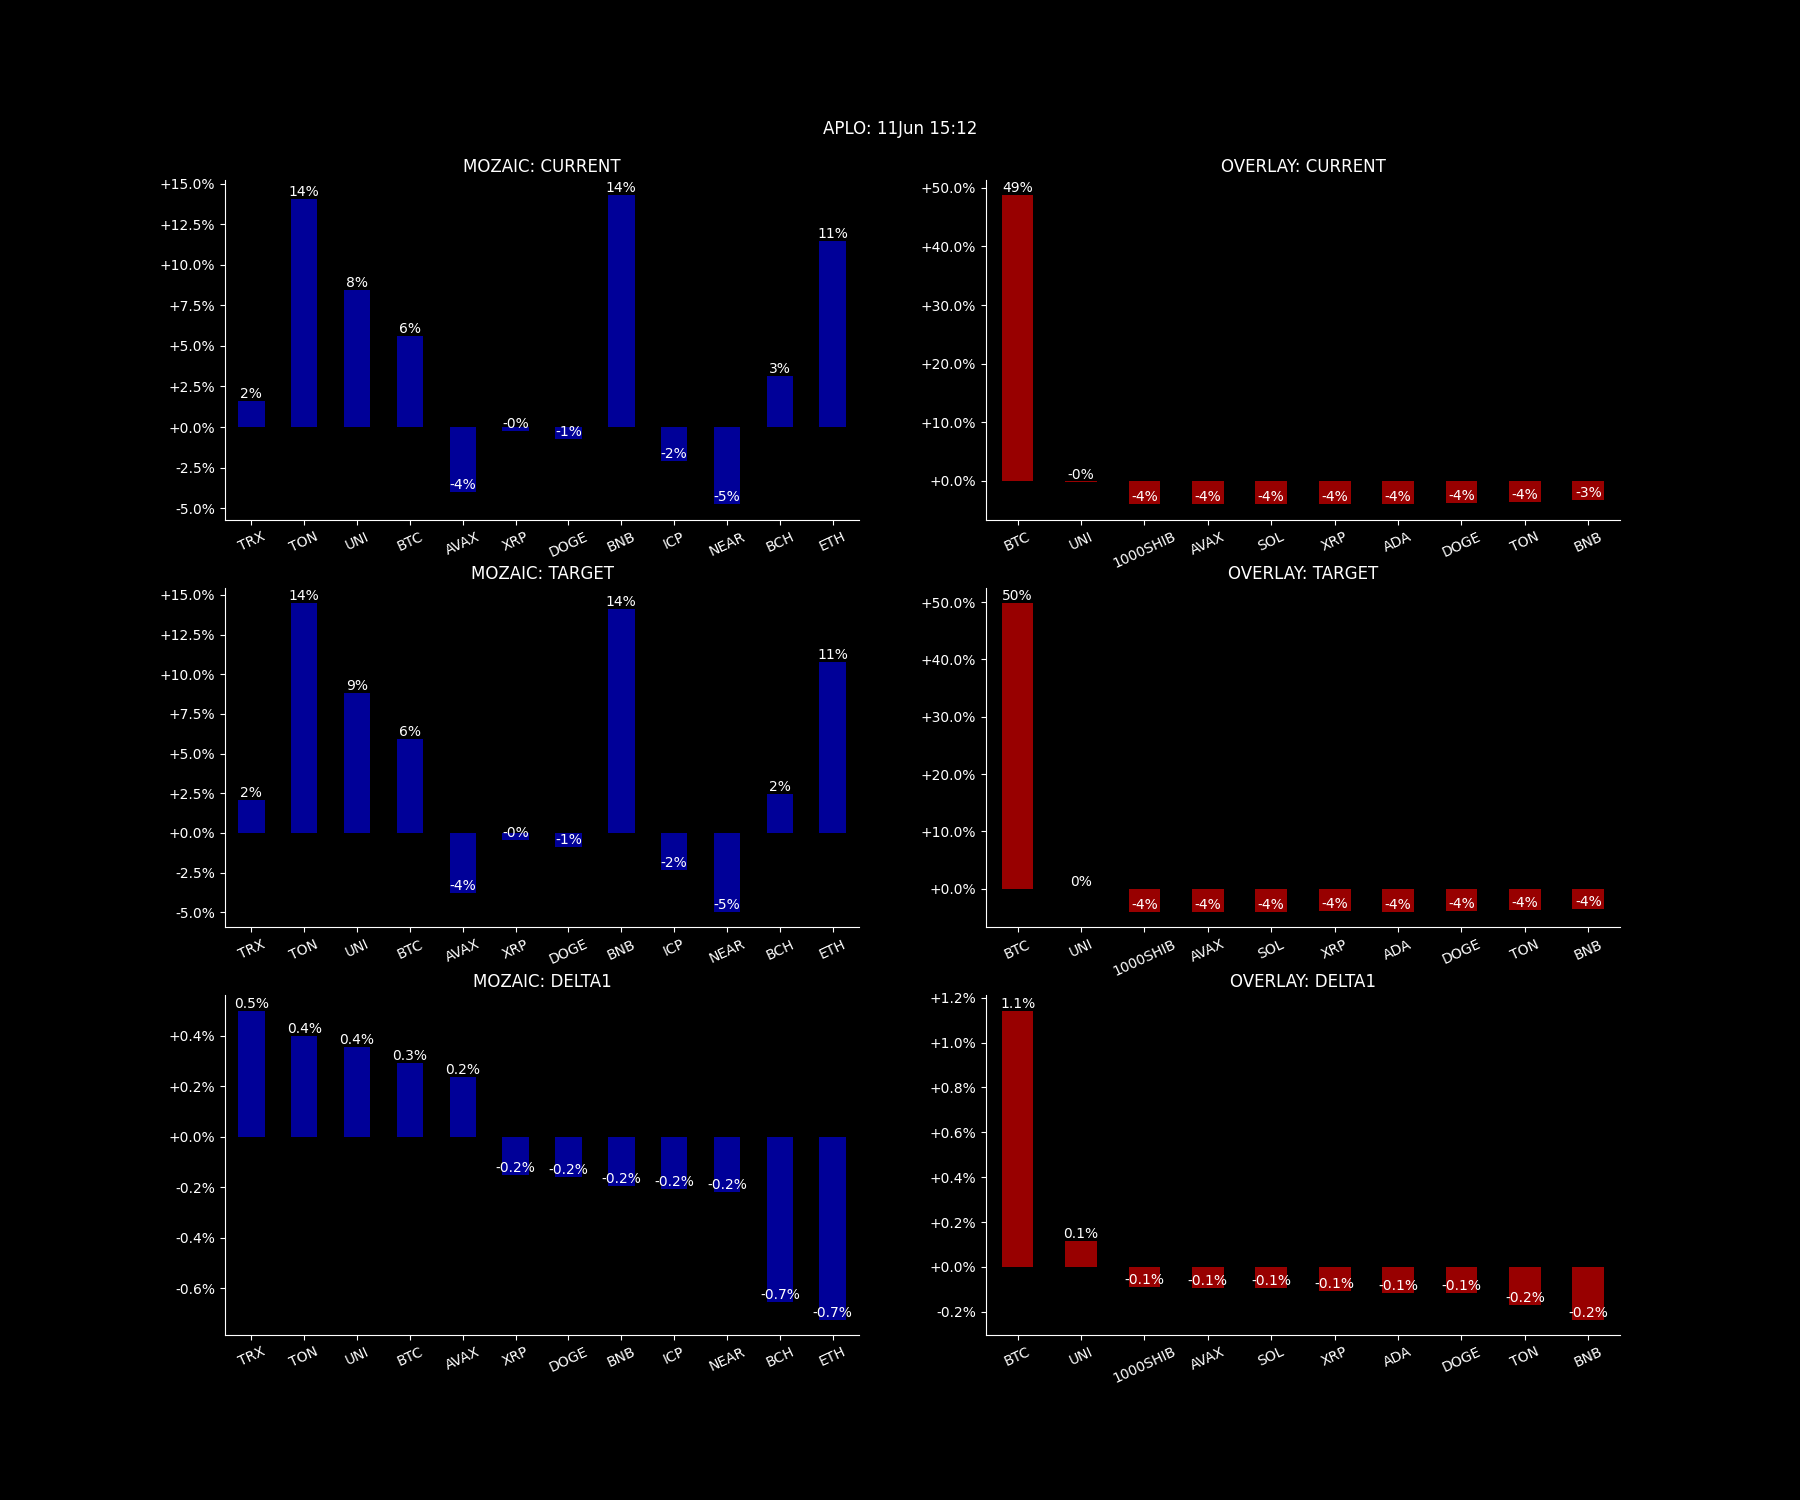 APLO: 11Jun 15:12
MOZAIC: CURRENT
+15.0%
+12.5%
+10.0%
+7.5%
+5.0%
+2.5%
+0.0%
-2.5%
-5.0%
2% 14% 8% 6% -4% -0% -1% 14% -2% -5% 3% 11%
TRX TON UNI BTC AVAX XRP DOGE BNB ICP NEAR BCH ETH
OVERLAY: CURRENT
+50.0%
+40.0%
+30.0%
+20.0%
+10.0%
+0.0%
49% -0% -4% -4% -4% -4% -4% -4% -4% -3%
BTC UNI 1000SHIB AVAX SOL XRP ADA DOGE TON BNB
MOZAIC: TARGET
+15.0%
+12.5%
+10.0%
+7.5%
+5.0%
+2.5%
+0.0%
-2.5%
-5.0%
2% 14% 9% 6% -4% -0% -1% 14% -2% -5% 2% 11%
TRX TON UNI BTC AVAX XRP DOGE BNB ICP NEAR BCH ETH
OVERLAY: TARGET
+50.0%
+40.0%
+30.0%
+20.0%
+10.0%
+0.0%
50% 0% -4% -4% -4% -4% -4% -4% -4% -4%
BTC UNI 1000SHIB AVAX SOL XRP ADA DOGE TON BNB
MOZAIC: DELTA1
+0.4%
+0.2%
+0.0%
-0.2%
-0.4%
-0.6%
0.5% 0.4% 0.4% 0.3% 0.2% -0.2% -0.2% -0.2% -0.2% -0.2% -0.7% -0.7%
TRX TON UNI BTC AVAX XRP DOGE BNB ICP NEAR BCH ETH
OVERLAY: DELTA1
+1.2%
+1.0%
+0.8%
+0.6%
+0.4%
+0.2%
+0.0%
-0.2%
1.1% 0.1% -0.1% -0.1% -0.1% -0.1% -0.1% -0.1% -0.2% -0.2%
BTC UNI 1000SHIB AVAX SOL XRP ADA DOGE TON BNB